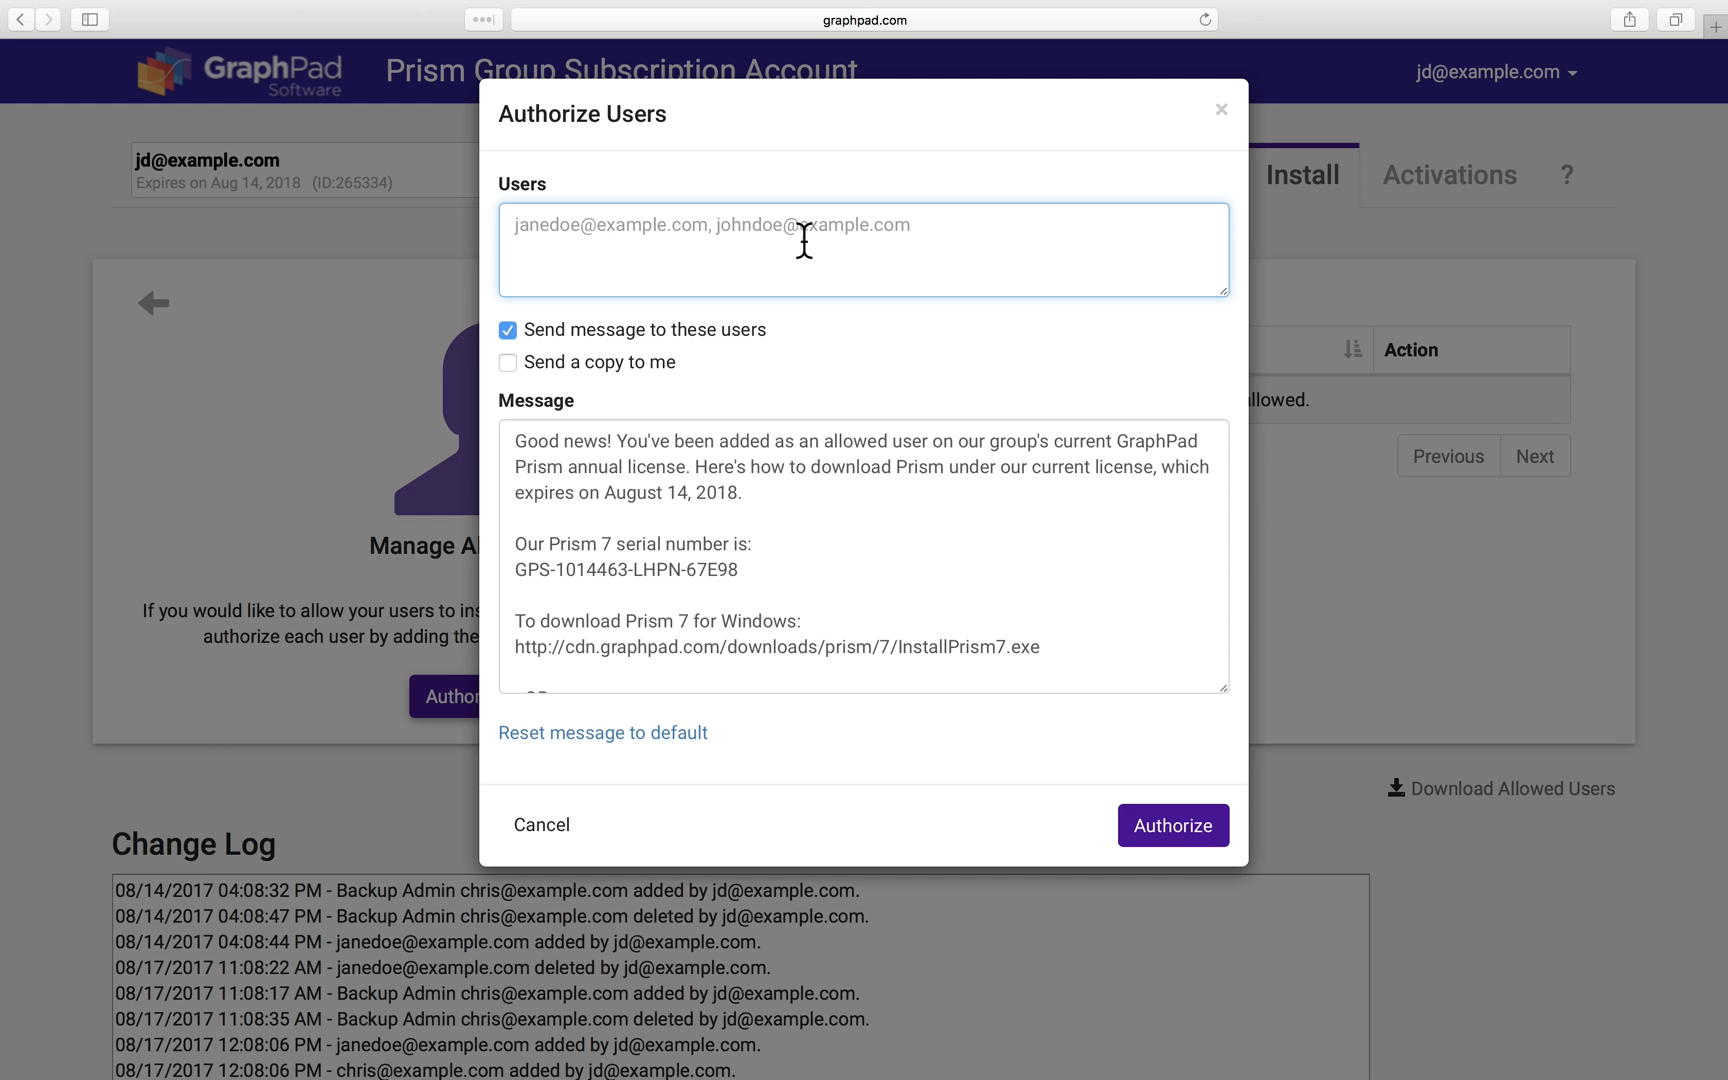 graphpad.com
GraphPad
Software
Prism Group Subscription Account
jd@example.com
jd@example.com
Expires on Aug 14, 2018 (ID:265334)
Install
Activations
?
Authorize Users
×
Users
janedoe@example.com, johndoe@example.com
Send message to these users
Send a copy to me
Message
Good news! You've been added as an allowed user on our group's current GraphPad
Prism annual license. Here's how to download Prism under our current license, which
expires on August 14, 2018.
Our Prism 7 serial number is:
GPS-1014463-LHPN-67E98
To download Prism 7 for Windows:
http://cdn.graphpad.com/downloads/prism/7/InstallPrism7.exe
Reset message to default
Cancel
Authorize
Manage
If you would like to allow your users to
authorize each user by adding the
Action
llowed.
Previous
Next
Download Allowed Users
Change Log
08/14/2017 04:08:32 PM - Backup Admin chris@example.com added by jd@example.com.
08/14/2017 04:08:47 PM - Backup Admin chris@example.com deleted by jd@example.com.
08/14/2017 04:08:44 PM - janedoe@example.com added by jd@example.com.
08/17/2017 11:08:22 AM - janedoe@example.com deleted by jd@example.com.
08/17/2017 11:08:17 AM - Backup Admin chris@example.com added by jd@example.com.
08/17/2017 11:08:35 AM - Backup Admin chris@example.com deleted by jd@example.com.
08/17/2017 12:08:06 PM - janedoe@example.com added by jd@example.com.
08/17/2017 12:08:06 PM - chris@example.com added by jd@example.com.